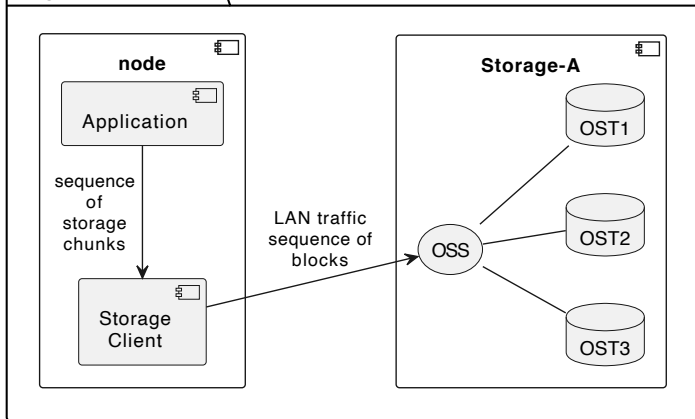 node
Application
sequence
of
storage
chunks
Storage
Client
LAN traffic
sequence of
blocks
Storage-A
OSS
OST1
OST2
OST3